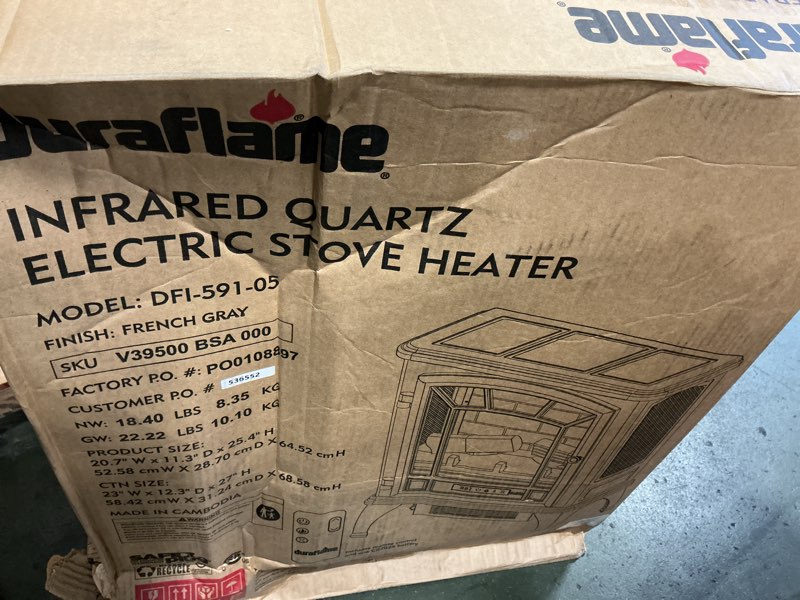 duraflame
duraflame
INFRARED QUARTZ
ELECTRIC STOVE HEATER
MODEL: DFI-591-05
FINISH: FRENCH GRAY
SKU V39500 BSA 000
FACTORY P.O. #: PO0108897
CUSTOMER P.O. # 536552
NW: 18.40 LBS 8.35 KG
GW: 22.22 LBS 10.10 KG
PRODUCT SIZE:
20.7" W x 11.3" D x 25.4" H
52.58 cmW X 28.70 cmD X 64.52 cmH
CTN SIZE:
23" W x 12.3" D x 27" H
58.42 cmW X 31.24 cmD X 68.58 cmH
MADE IN CAMBODIA
WARNING
duraflame
RECYCLE